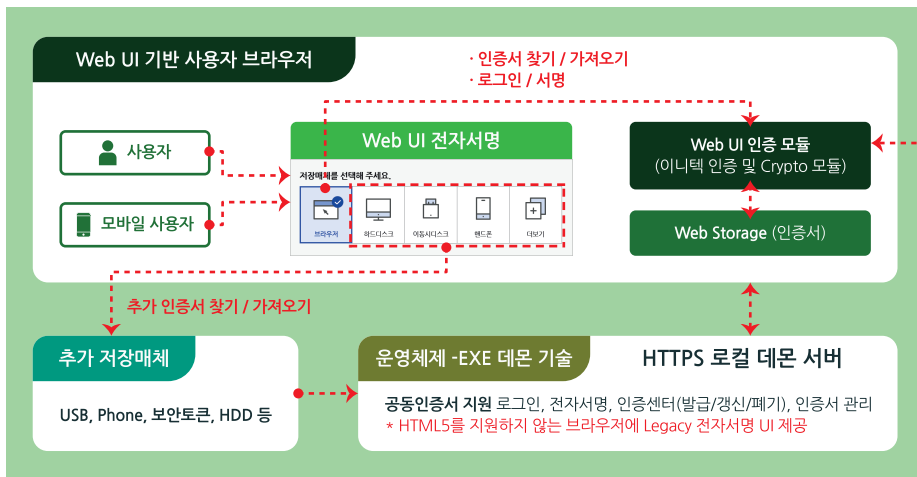 Web UI 기반 사용자 브라우저
· 인증서 찾기 / 가져오기
· 로그인 / 서명
사용자
모바일 사용자
Web UI 전자서명
저장매체를 선택해 주세요.
브라우저
하드디스크
이동식디스크
핸드폰
더보기
Web UI 인증 모듈
(이니텍 인증 및 Crypto 모듈)
Web Storage (인증서)
추가 인증서 찾기 / 가져오기
추가 저장매체
USB, Phone, 보안토큰, HDD 등
운영체제 -EXE 데몬 기술
HTTPS 로컬 데몬 서버
공동인증서 지원 로그인, 전자서명, 인증센터(발급/갱신/폐기), 인증서 관리
* HTML5를 지원하지 않는 브라우저에 Legacy 전자서명 UI 제공